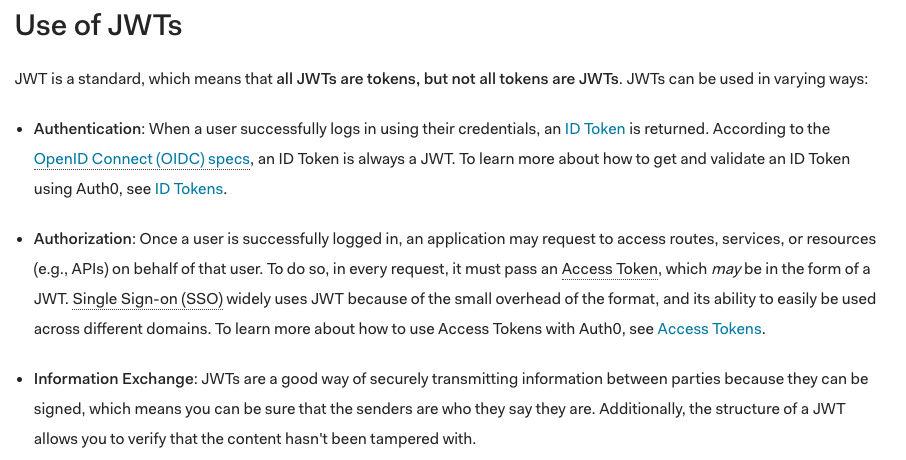 Use of JWTs
JWT is a standard, which means that all JWTs are tokens, but not all tokens are JWTs. JWTs can be used in varying ways:
• Authentication: When a user successfully logs in using their credentials, an ID Token is returned. According to the
OpenID Connect (OIDC) specs, an ID Token is always a JWT. To learn more about how to get and validate an ID Token
using Auth0, see ID Tokens.
• Authorization: Once a user is successfully logged in, an application may request to access routes, services, or resources
(e.g., APIs) on behalf of that user. To do so, in every request, it must pass an Access Token, which may be in the form of a
JWT. Single Sign-on (SSO) widely uses JWT because of the small overhead of the format, and its ability to easily be used
across different domains. To learn more about how to use Access Tokens with Auth0, see Access Tokens.
• Information Exchange: JWTs are a good way of securely transmitting information between parties because they can be
signed, which means you can be sure that the senders are who they say they are. Additionally, the structure of a JWT
allows you to verify that the content hasn't been tampered with.